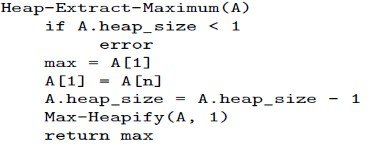 Heap-Extract-Maximum(A)
    if A.heap_size < 1
        error
    max = A[1]
    A[1] = A[n]
    A.heap_size = A.heap_size - 1
    Max-Heapify(A, 1)
    return max